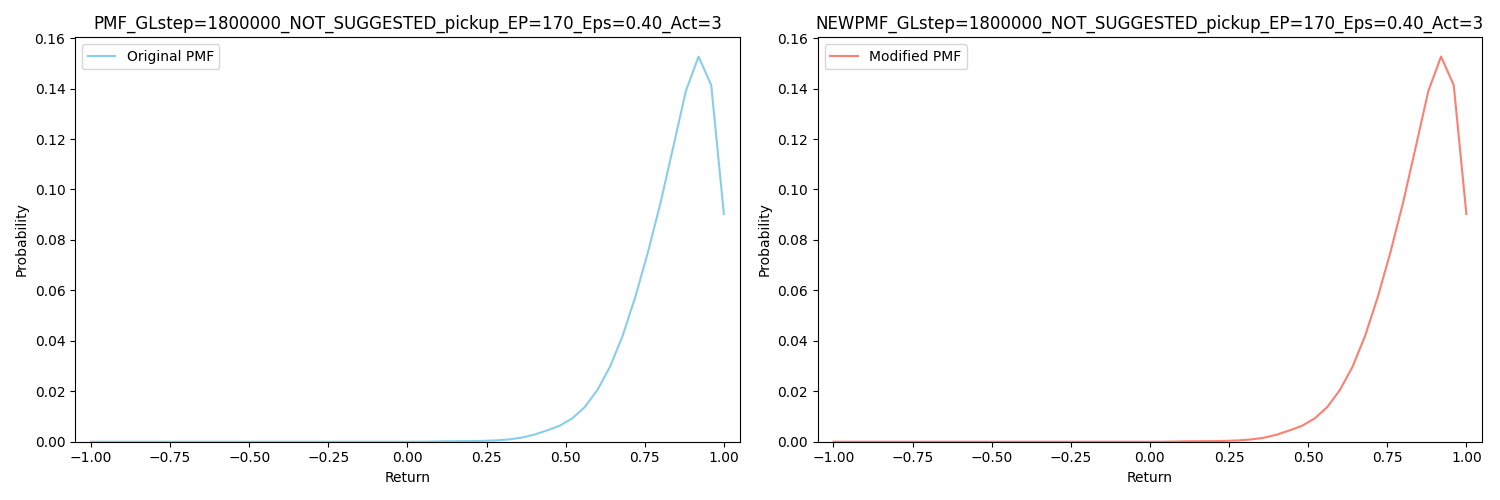 PMF_GLstep=1800000_NOT_SUGGESTED_pickup_EP=170_Eps=0.40_Act=3
Original PMF
0.16
0.14
0.12
0.10
0.08
0.06
0.04
0.02
0.00
Probability
−1.00 −0.75 −0.50 −0.25 0.00 0.25 0.50 0.75 1.00
Return
NEWPMF_GLstep=1800000_NOT_SUGGESTED_pickup_EP=170_Eps=0.40_Act=3
Modified PMF
0.16
0.14
0.12
0.10
0.08
0.06
0.04
0.02
0.00
Probability
−1.00 −0.75 −0.50 −0.25 0.00 0.25 0.50 0.75 1.00
Return